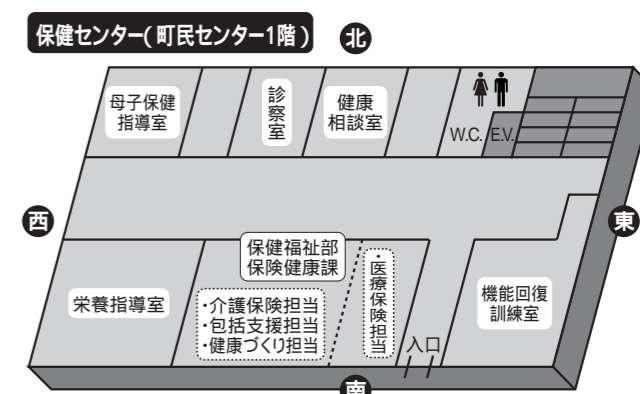 保健センター(町民センター1階)
北
母子保健
指導室
診察室
健康
相談室
W.C.
E.V.
西
東
保健福祉部
保険健康課
栄養指導室
・介護保険担当
・包括支援担当
・健康づくり担当
・医療保険担当
機能回復
訓練室
入口
南